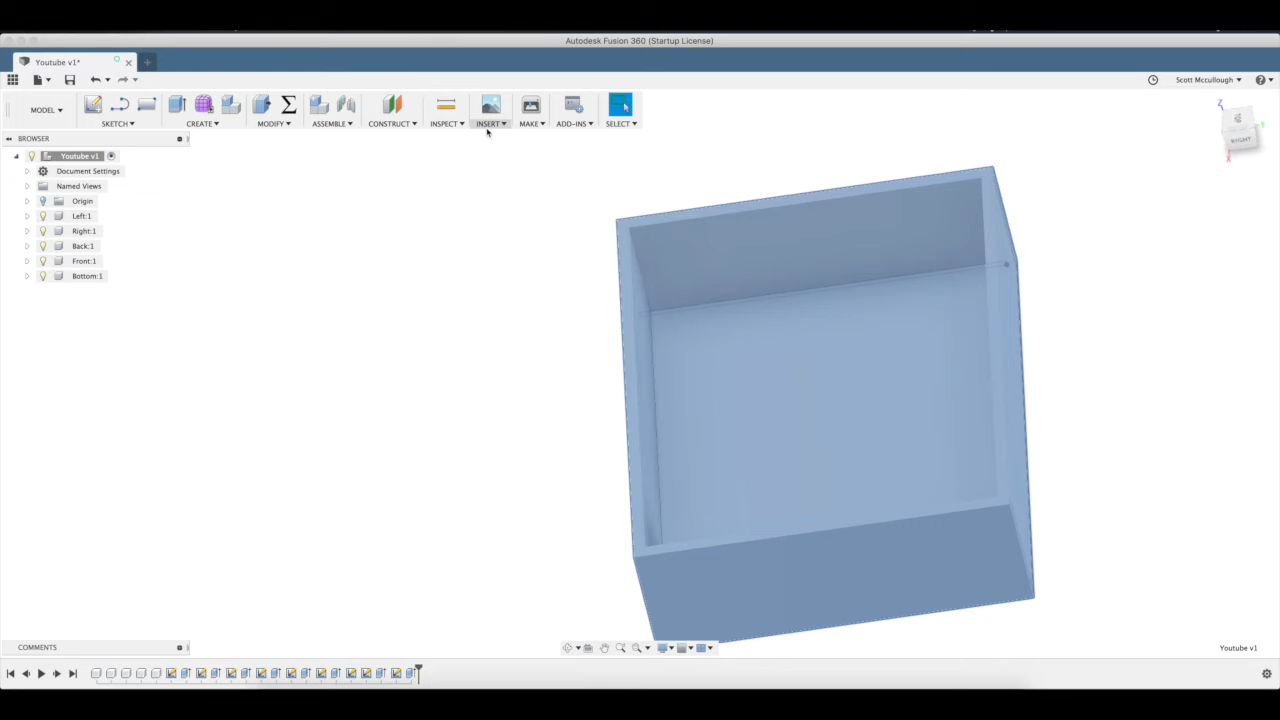 Autodesk Fusion 360 (Startup License)
Youtube v1*
Scott Mccullough
MODEL
SKETCH
CREATE
MODIFY
ASSEMBLE
CONSTRUCT
INSPECT
INSERT
MAKE
ADD-INS
SELECT
Z
RIGHT
X
BROWSER
Youtube v1
Document Settings
Named Views
Origin
Left:1
Right:1
Back:1
Front:1
Bottom:1
COMMENTS
Youtube v1